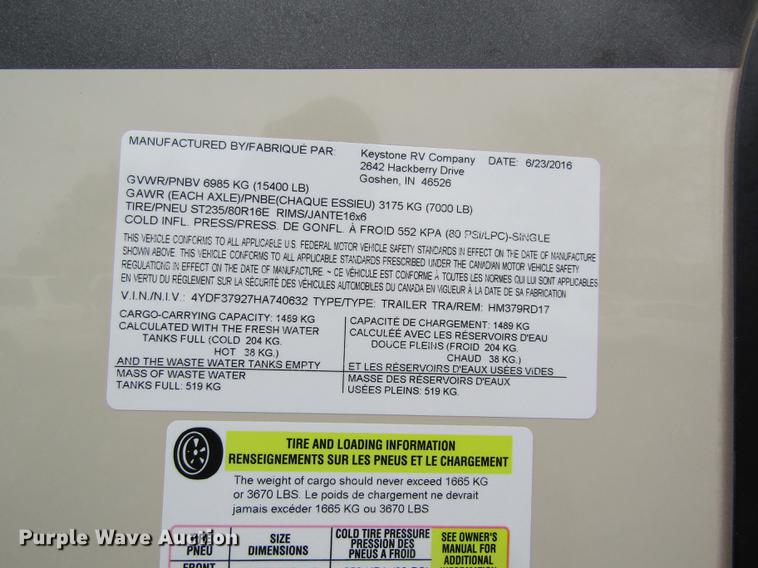 MANUFACTURED BY/FABRIQUÉ PAR: Keystone RV Company DATE: 6/23/2016
2642 Hackberry Drive
Goshen, IN 46526
GVWR/PNBV 6985 KG (15400 LB)
GAWR (EACH AXLE)/PNBE(CHAQUE ESSIEU) 3175 KG (7000 LB)
TIRE/PNEU ST235/80R16E RIMS/JANTE16x6
COLD INFL. PRESS/PRESS. DE GONFL. À FROID 552 KPA (80 PSI/LPC)-SINGLE
THIS VEHICLE CONFORMS TO ALL APPLICABLE U.S. FEDERAL MOTOR VEHICLE SAFETY STANDARDS IN EFFECT ON THE DATE OF MANUFACTURE
SHOWN ABOVE. THIS VEHICLE CONFORMS TO ALL APPLICABLE STANDARDS PRESCRIBED UNDER THE CANADIAN MOTOR VEHICLE SAFETY
REGULATIONS IN EFFECT ON THE DATE OF MANUFACTURE. ~ CE VÉHICULE EST CONFORME À TOUTES LES NORMES QUI LUI SONT APPLICABLES
EN VERTU DU RÈGLEMENT SUR LA SÉCURITÉ DES VÉHICULES AUTOMOBILES DU CANADA EN VIGUEUR À LA DATE DE SA FABRICATION
V.I.N./N.I.V.: 4YDF37927HA740632 TYPE/TYPE: TRAILER TRA/REM: HM379RD17
CARGO-CARRYING CAPACITY: 1489 KG
CALCULATED WITH THE FRESH WATER
TANKS FULL (COLD 204 KG.
HOT 38 KG.)
AND THE WASTE WATER TANKS EMPTY
MASS OF WASTE WATER
TANKS FULL: 519 KG
CAPACITÉ DE CHARGEMENT: 1489 KG
CALCULÉE AVEC LES RÉSERVOIRS D'EAU
DOUCE PLEINS (FROID 204 KG.
CHAUD 38 KG.)
ET LES RÉSERVOIRS D'EAUX USÉES VIDES
MASSE DES RÉSERVOIRS D'EAUX
USÉES PLEINS: 519 KG.
TIRE AND LOADING INFORMATION
RENSEIGNEMENTS SUR LES PNEUS ET LE CHARGEMENT
The weight of cargo should never exceed 1665 KG
or 3670 LBS. Le poids de chargement ne devrait
jamais excéder 1665 KG ou 3670 LBS
TIRE
PNEU
SIZE
DIMENSIONS
COLD TIRE PRESSURE
PRESSION DES
PNEUS A FROID
SEE OWNER'S
MANUAL FOR
ADDITIONAL
INFORMATION
FRONT
Purple Wave Auction